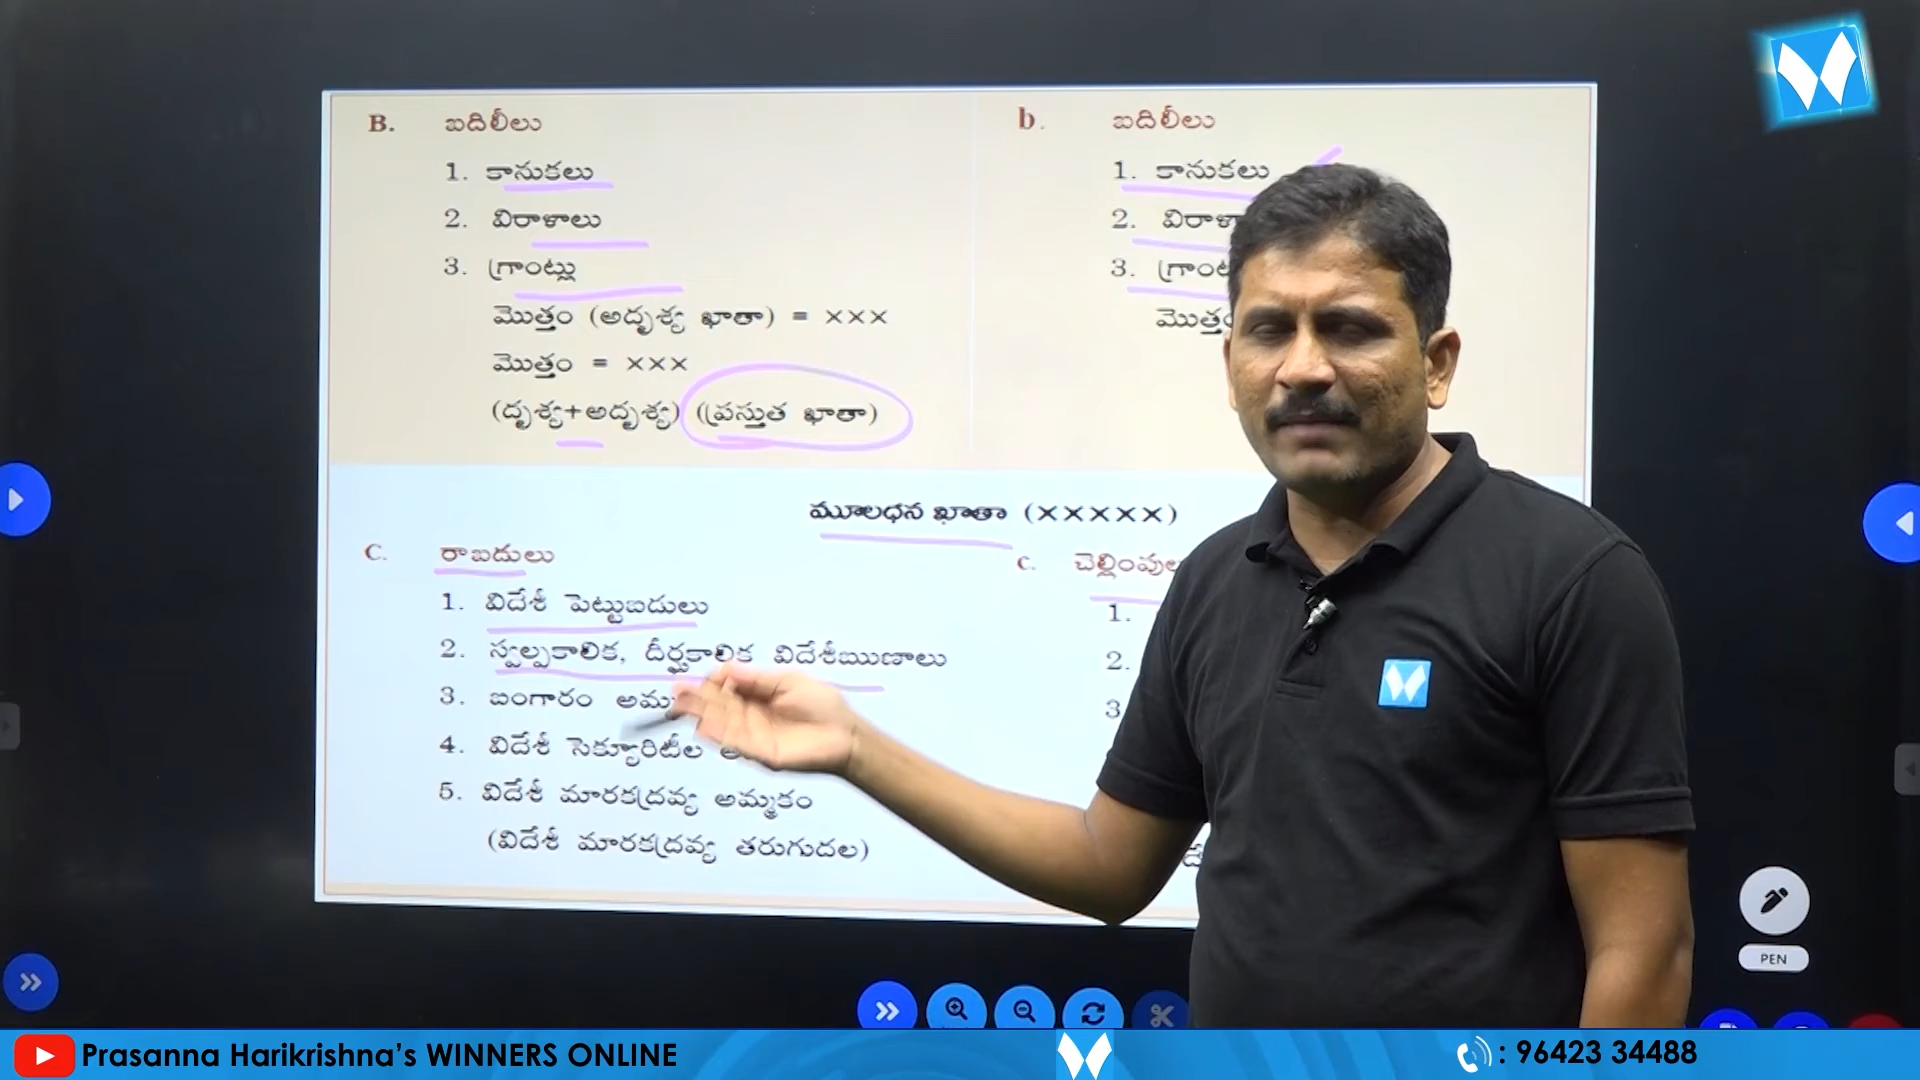 B. బదిలీలు
1. కానుకలు
2. విరాళాలు
3. గ్రాంట్లు
మొత్తం (అదృశ్య ఖాతా) = ×××
మొత్తం = ×××
(దృశ్య+అదృశ్య) (ప్రస్తుత ఖాతా)
b. బదిలీలు
1. కానుకలు
2.
3.
మూలధన ఖాతా (×××××)
C. రాబడులు
1. విదేశీ పెట్టుబడులు
2. స్వల్పకాలిక, దీర్ఘకాలిక విదేశీఋణాలు
3. బంగారం
4. విదేశీ సెక్యూరిటీల
5. విదేశీ మారకద్రవ్య అమ్మకం
(విదేశీ మారకద్రవ్య తరుగుదల)
c.
1.
2.
3
PEN
Prasanna Harikrishna's WINNERS ONLINE
: 96423 34488